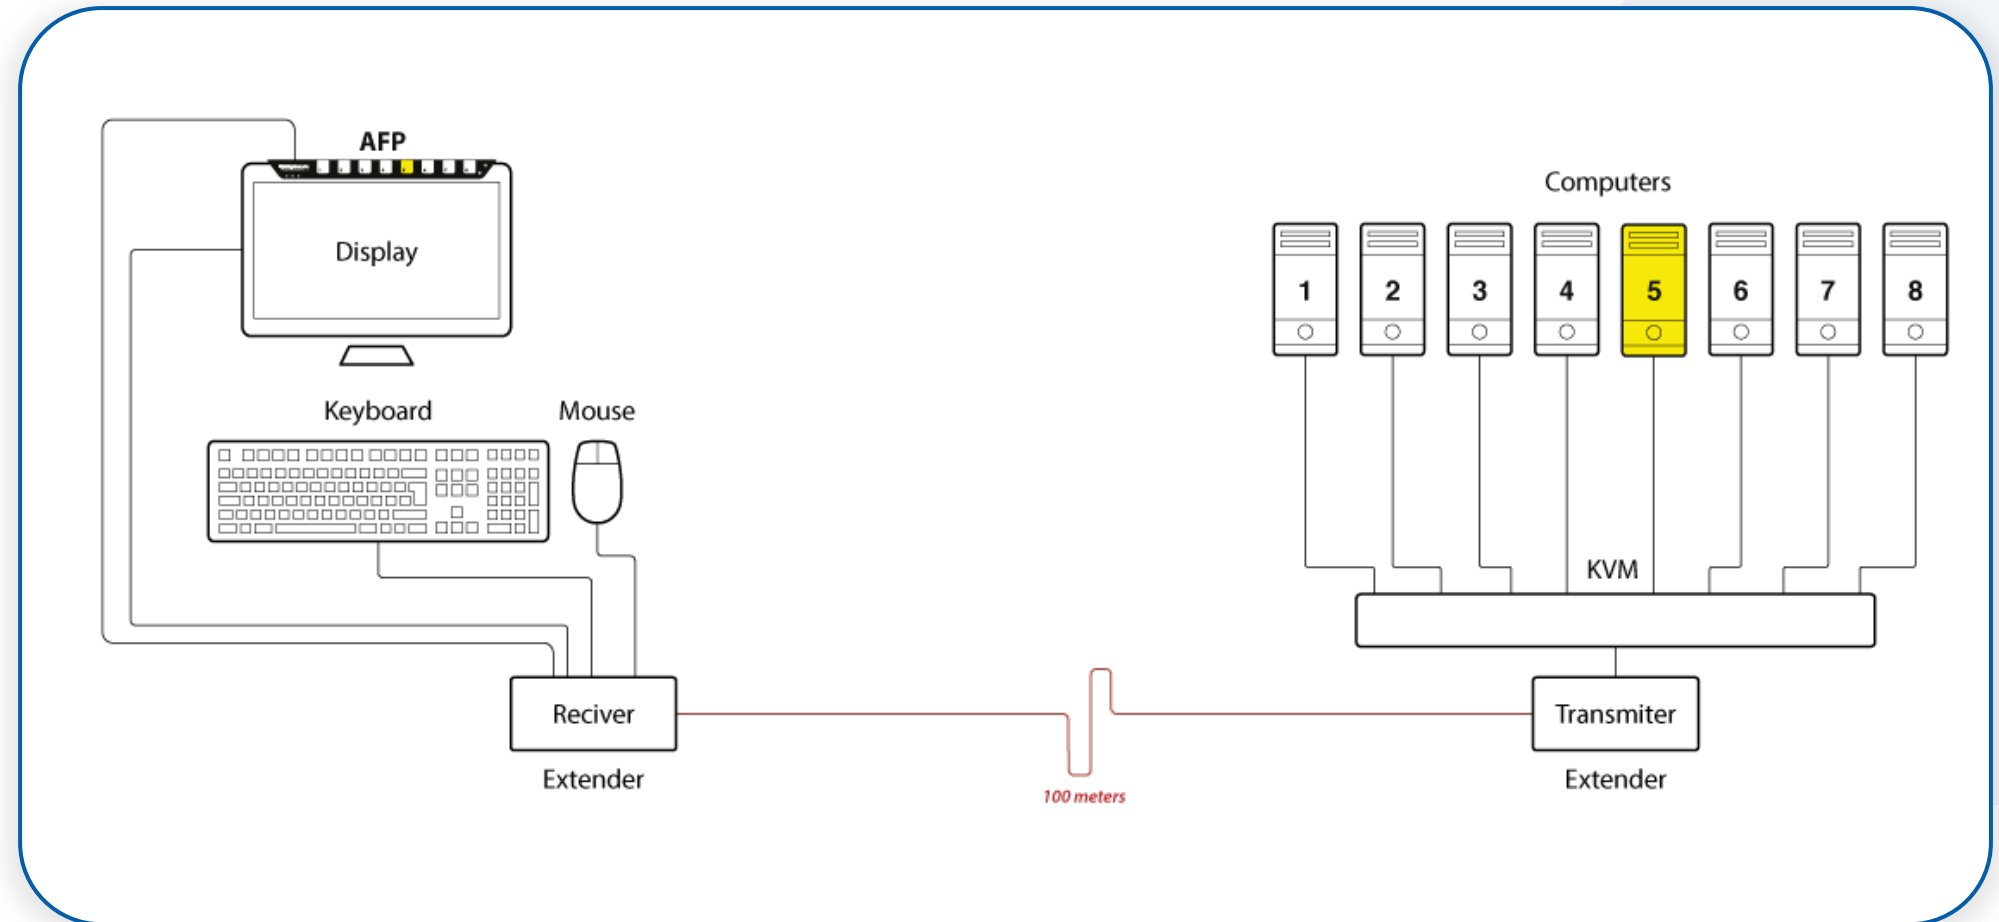 AFP
Display
Keyboard
Mouse
Reciver
Extender
100 meters
Computers
1 2 3 4 5 6 7 8
KVM
Transmiter
Extender